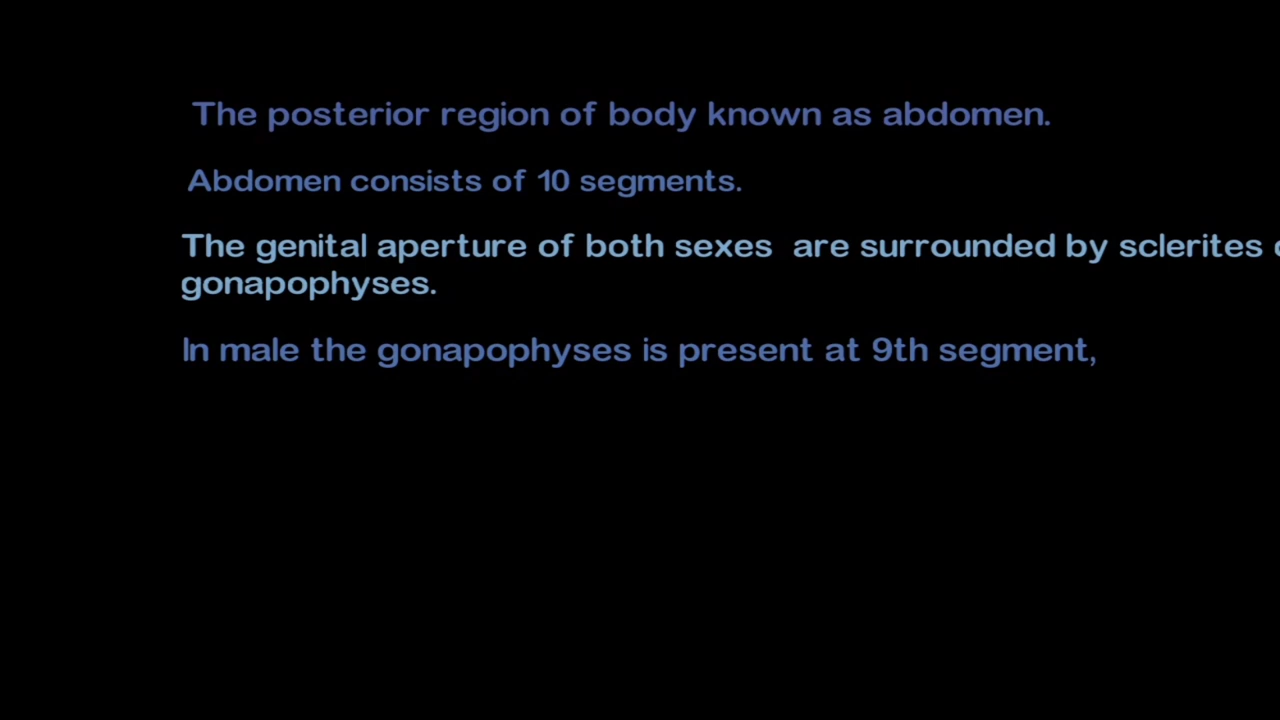 The posterior region of body known as abdomen.
Abdomen consists of 10 segments.
The genital aperture of both sexes are surrounded by sclerites
gonapophyses.
In male the gonapophyses is present at 9th segment,